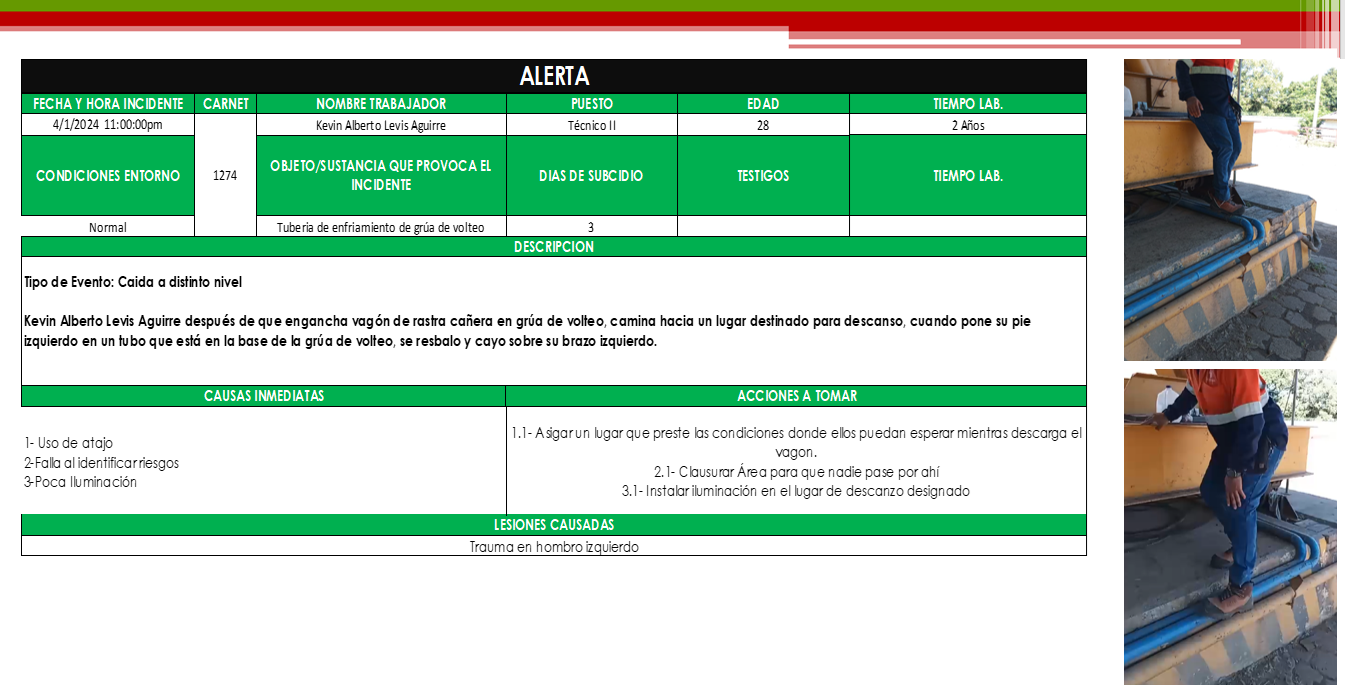 ALERTA
FECHA Y HORA INCIDENTE CARNET NOMBRE TRABAJADOR PUESTO EDAD TIEMPO LAB.
4/1/2024 11:00:00pm 1274 Kevin Alberto Levis Aguirre Técnico II 28 2 Años
CONDICIONES ENTORNO OBJETO/SUSTANCIA QUE PROVOCA EL INCIDENTE DIAS DE SUBCIDIO TESTIGOS TIEMPO LAB.
Normal Tubería de enfriamiento de grúa de volteo 3
DESCRIPCION
Tipo de Evento: Caida a distinto nivel
Kevin Alberto Levis Aguirre después de que engancha vagón de rastra cañera en grúa de volteo, camina hacia un lugar destinado para descanso, cuando pone su pie
izquierdo en un tubo que está en la base de la grúa de volteo, se resbalo y cayo sobre su brazo izquierdo.
CAUSAS INMEDIATAS
1- Uso de atajo
2-Falla al identificar riesgos
3-Poca Iluminación
ACCIONES A TOMAR
1.1- Asigar un lugar que preste las condiciones donde ellos puedan esperar mientras descarga el
vagon.
2.1- Clausurar Área para que nadie pase por ahí
3.1- Instalar iluminación en el lugar de descanzo designado
LESIONES CAUSADAS
Trauma en hombro izquierdo